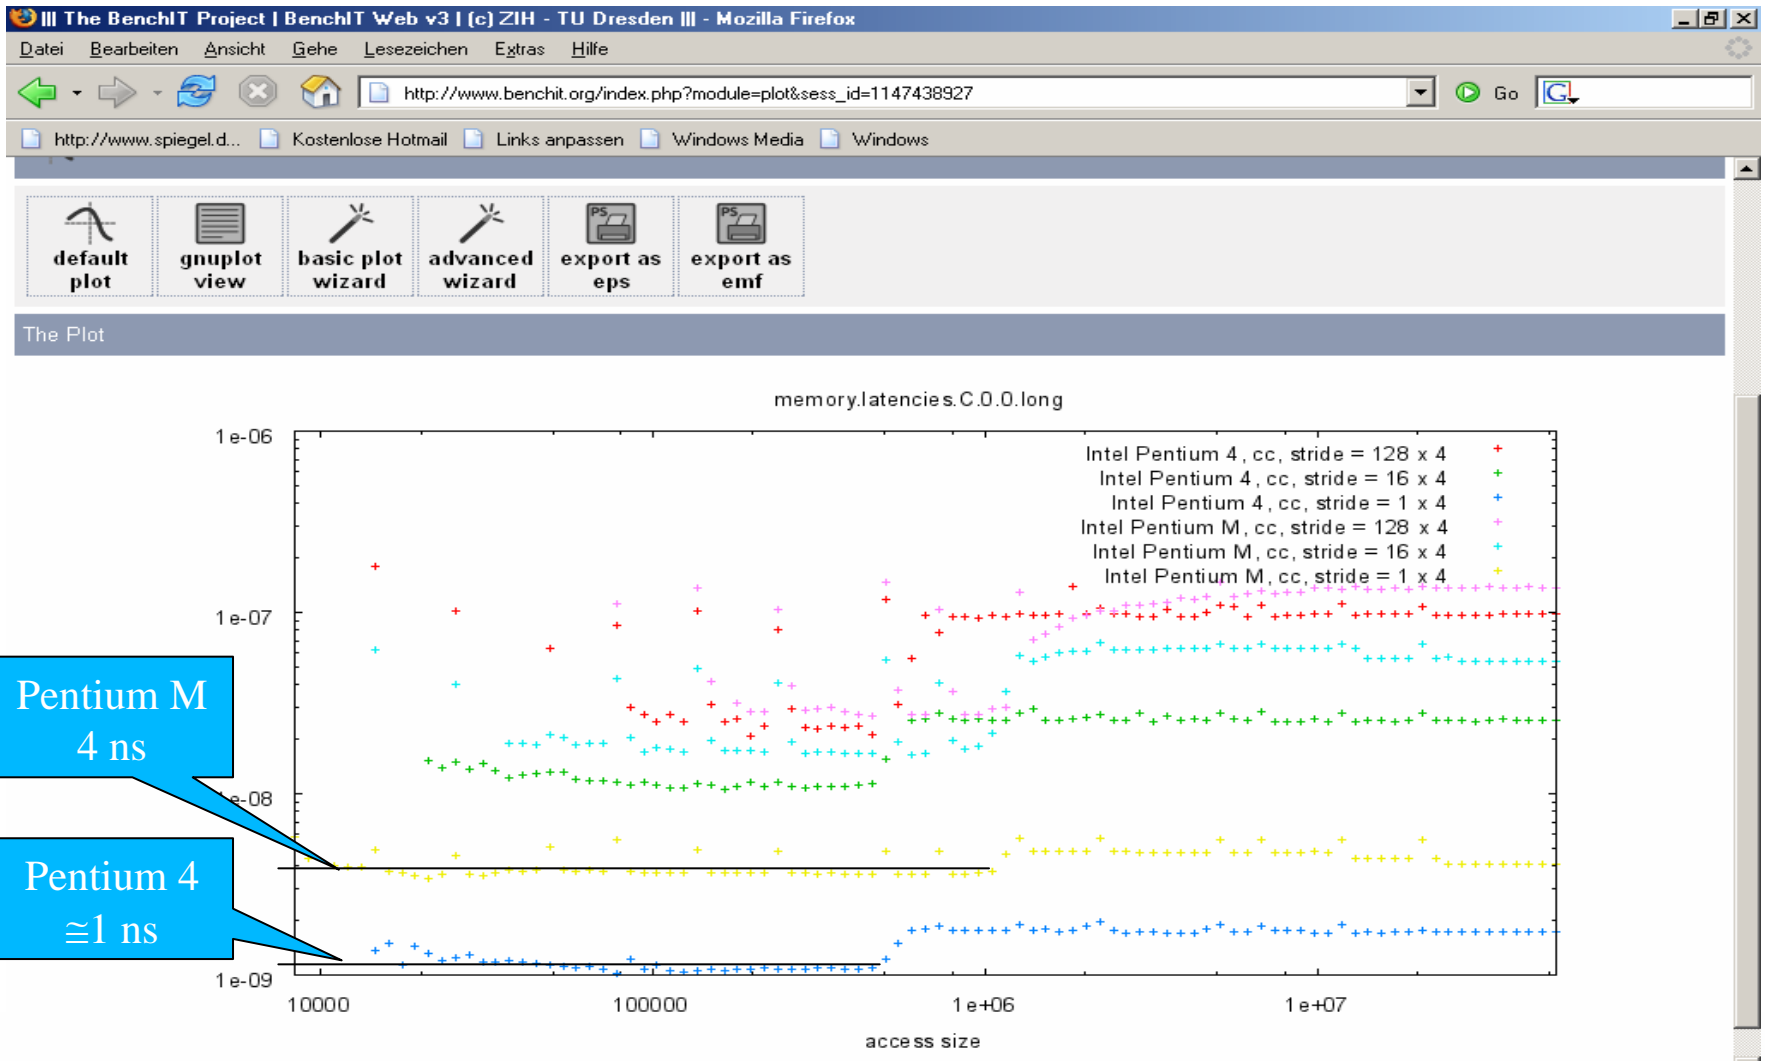 ||| The BenchIT Project | BenchIT Web v3 | (c) ZIH - TU Dresden ||| - Mozilla Firefox
Datei Bearbeiten Ansicht Gehe Lesezeichen Extras Hilfe
http://www.benchit.org/index.php?module=plot&sess_id=1147438927
Go
G
http://www.spiegel.d... Kostenlose Hotmail Links anpassen Windows Media Windows
PS
PS
default plot
gnuplot view
basic plot wizard
advanced wizard
export as eps
export as emf
The Plot
memory.latencies.C.0.0.long
1e-06
Intel Pentium 4, cc, stride = 128 x 4
Intel Pentium 4, cc, stride = 16 x 4
Intel Pentium 4, cc, stride = 1 x 4
Intel Pentium M, cc, stride = 128 x 4
Intel Pentium M, cc, stride = 16 x 4
Intel Pentium M, cc, stride = 1 x 4
1e-07
Pentium M
4 ns
e-08
Pentium 4
≅1 ns
1e-09
10000 100000 1e+06 1e+07
access size